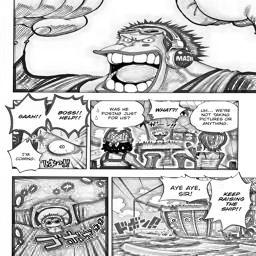 MASH
GAAH!!
BOSS!!
HELP!!
I'M
COMING.
WAS HE
POSING JUST
FOR US?
WHAT?!
UH... WE'RE
NOT TAKING
PICTURES OR
ANYTHING.
AYE AYE,
SIR!
KEEP
RAISING
THE
SHIP!!